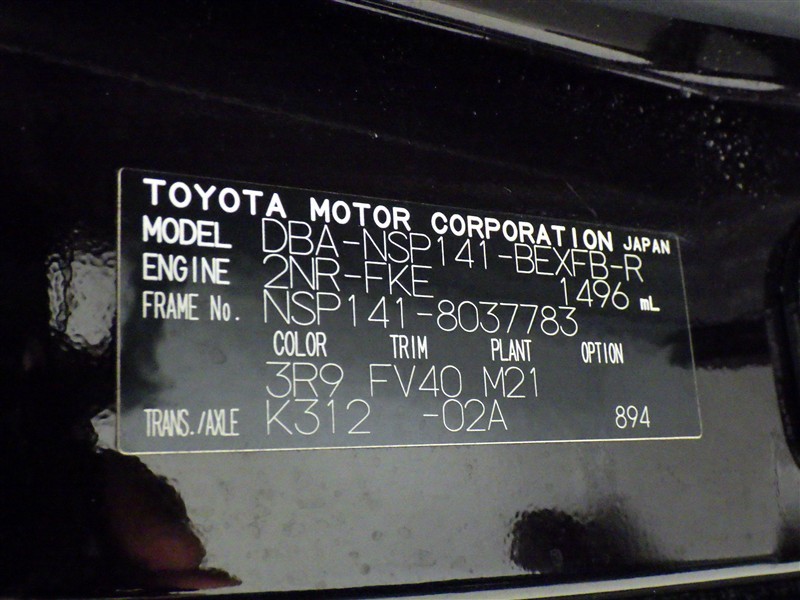 TOYOTA MOTOR CORPORATION JAPAN
MODEL DBA-NSP141-BEXFB-R
ENGINE 2NR-FKE 1496 mL
FRAME No. NSP141-8037783
COLOR TRIM PLANT OPTION
3R9 FV40 M21
TRANS./AXLE K312 -02A 894